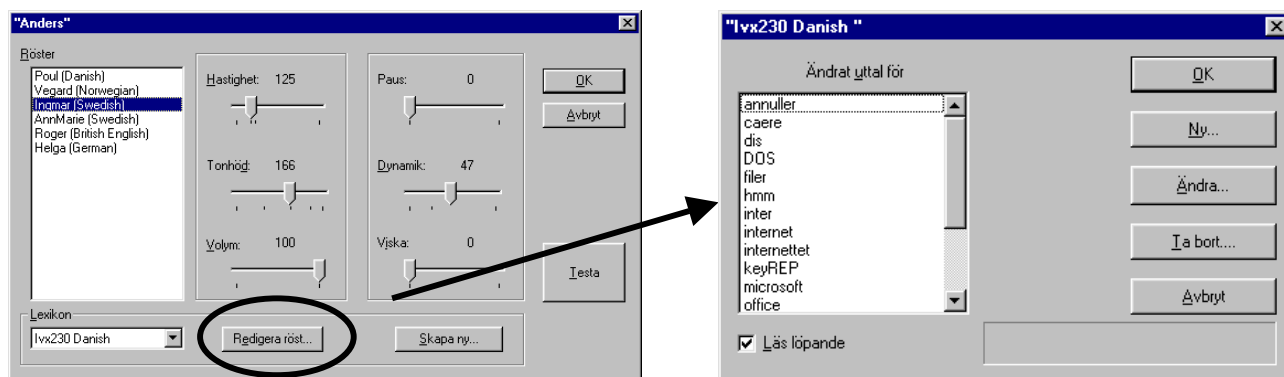 "Anders"
Röster
Poul (Danish)
Vegard (Norwegian)
Ingmar (Swedish)
AnnMarie (Swedish)
Roger (British English)
Helga (German)
Hastighet: 125
Tonhög: 166
Volym: 100
Paus: 0
Dynamik: 47
Viska: 0
OK
Avbryt
Testa
Lexikon
lvx230 Danish
Redigera röst...
Skapa ny...
"lvx230 Danish "
Ändrat uttal för
annuller
caere
dis
DOS
filer
hmm
inter
internet
internettet
keyREP
microsoft
office
Läs löpande
OK
Ny...
Ändra...
Ta bort....
Avbryt